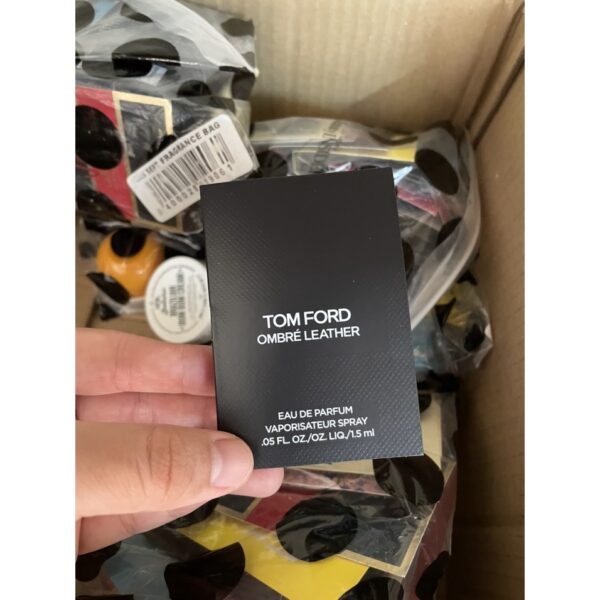 FRAGRANCE BAG
TOM FORD
OMBRÉ LEATHER
EAU DE PARFUM
VAPORISATEUR SPRAY
.05 FL. OZ./OZ. LIQ./1.5 ml